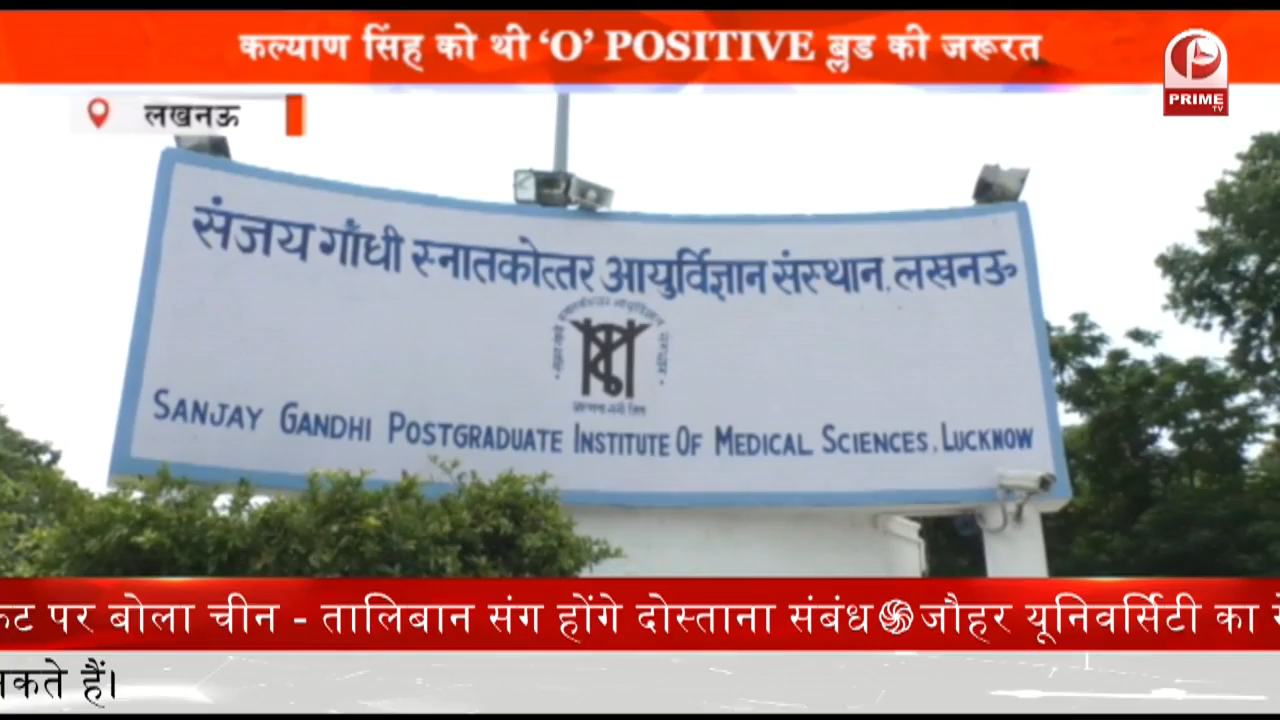 कल्याण सिंह को थी ‘O’ POSITIVE ब्लड की जरूरत
PRIME
TV
लखनऊ
संजय गाँधी स्नातकोत्तर आयुर्विज्ञान संस्थान, लखनऊ
SANJAY GANDHI POSTGRADUATE INSTITUTE OF MEDICAL SCIENCES, LUCKNOW
पर बोला चीन - तालिबान संग होंगे दोस्ताना संबंध जौहर यूनिवर्सिटी का
हैं।